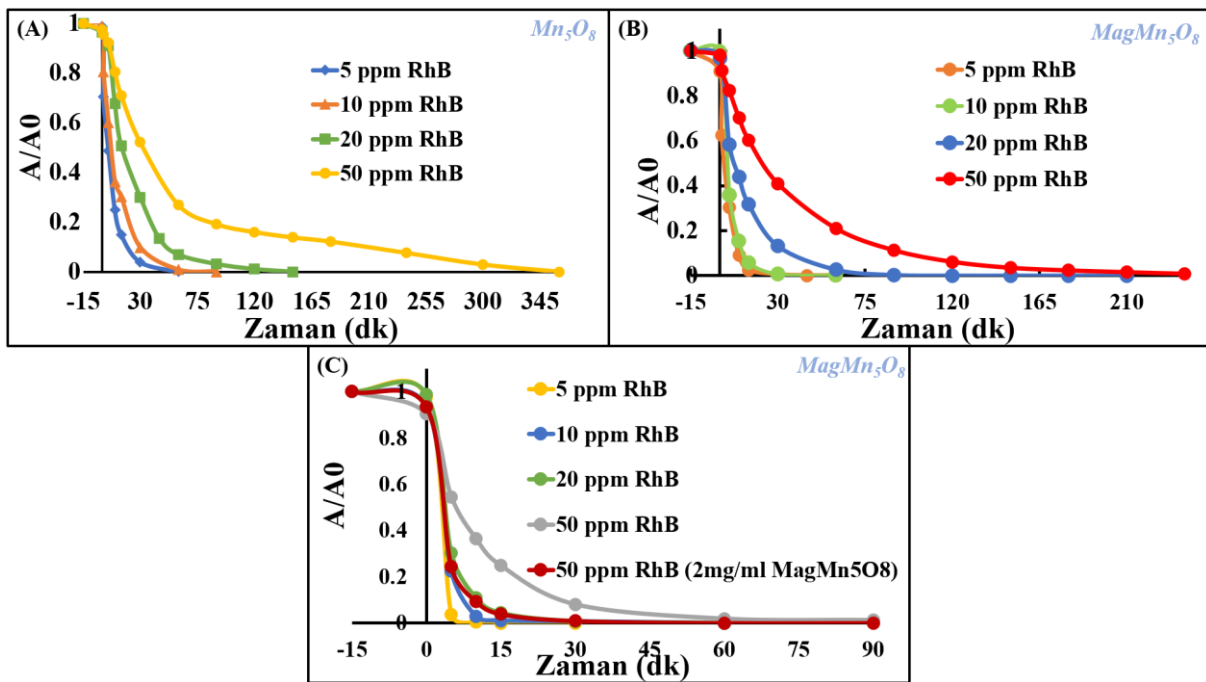 (A)
Mn5O8
A/A0
1
0.8
0.6
0.4
0.2
0
5 ppm RhB
10 ppm RhB
20 ppm RhB
50 ppm RhB
-15 30 75 120 165 210 255 300 345
Zaman (dk)
(B)
MagMn5O8
A/A0
1
0.8
0.6
0.4
0.2
0
5 ppm RhB
10 ppm RhB
20 ppm RhB
50 ppm RhB
-15 30 75 120 165 210
Zaman (dk)
(C)
MagMn5O8
A/A0
1
0.8
0.6
0.4
0.2
0
5 ppm RhB
10 ppm RhB
20 ppm RhB
50 ppm RhB
50 ppm RhB (2mg/ml MagMn5O8)
-15 0 15 30 45 60 75 90
Zaman (dk)